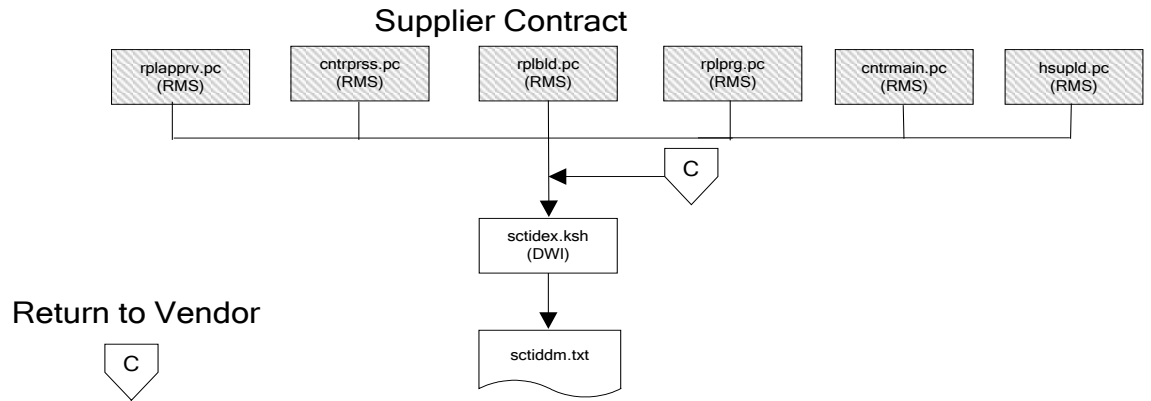 Supplier Contract
rplapprv.pc
(RMS)
cntrprss.pc
(RMS)
rplbld.pc
(RMS)
rplprg.pc
(RMS)
cntrmain.pc
(RMS)
hsupld.pc
(RMS)
C
sctidex.ksh
(DWI)
sctiddm.txt
Return to Vendor
C